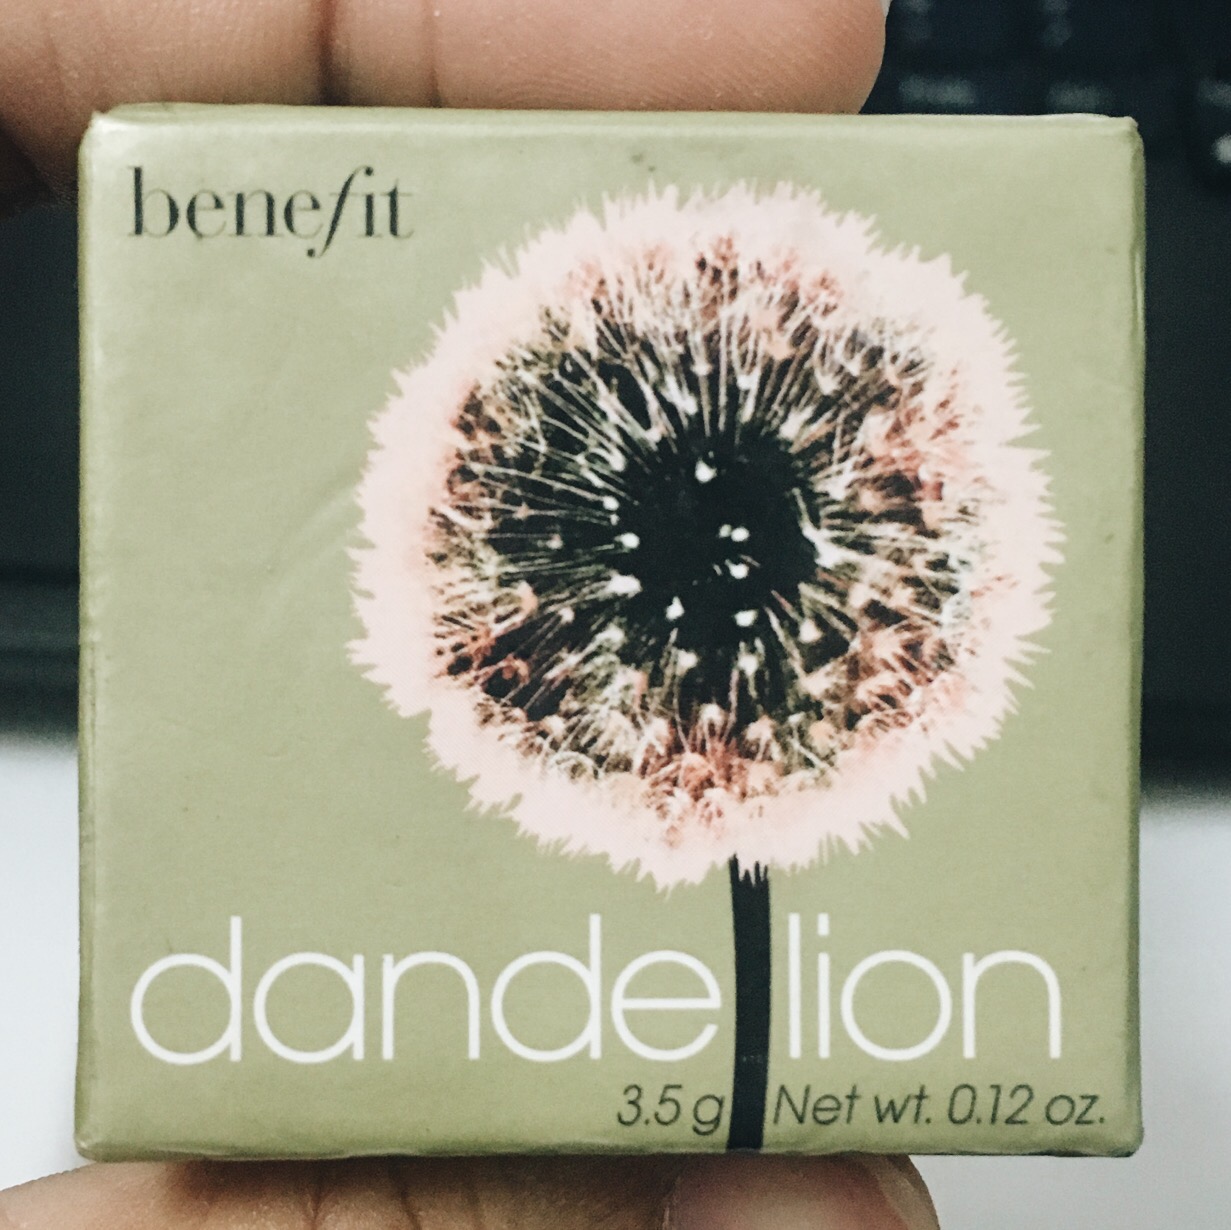 benefit
dandelion
3.5 g Net wt. 0.12 oz.